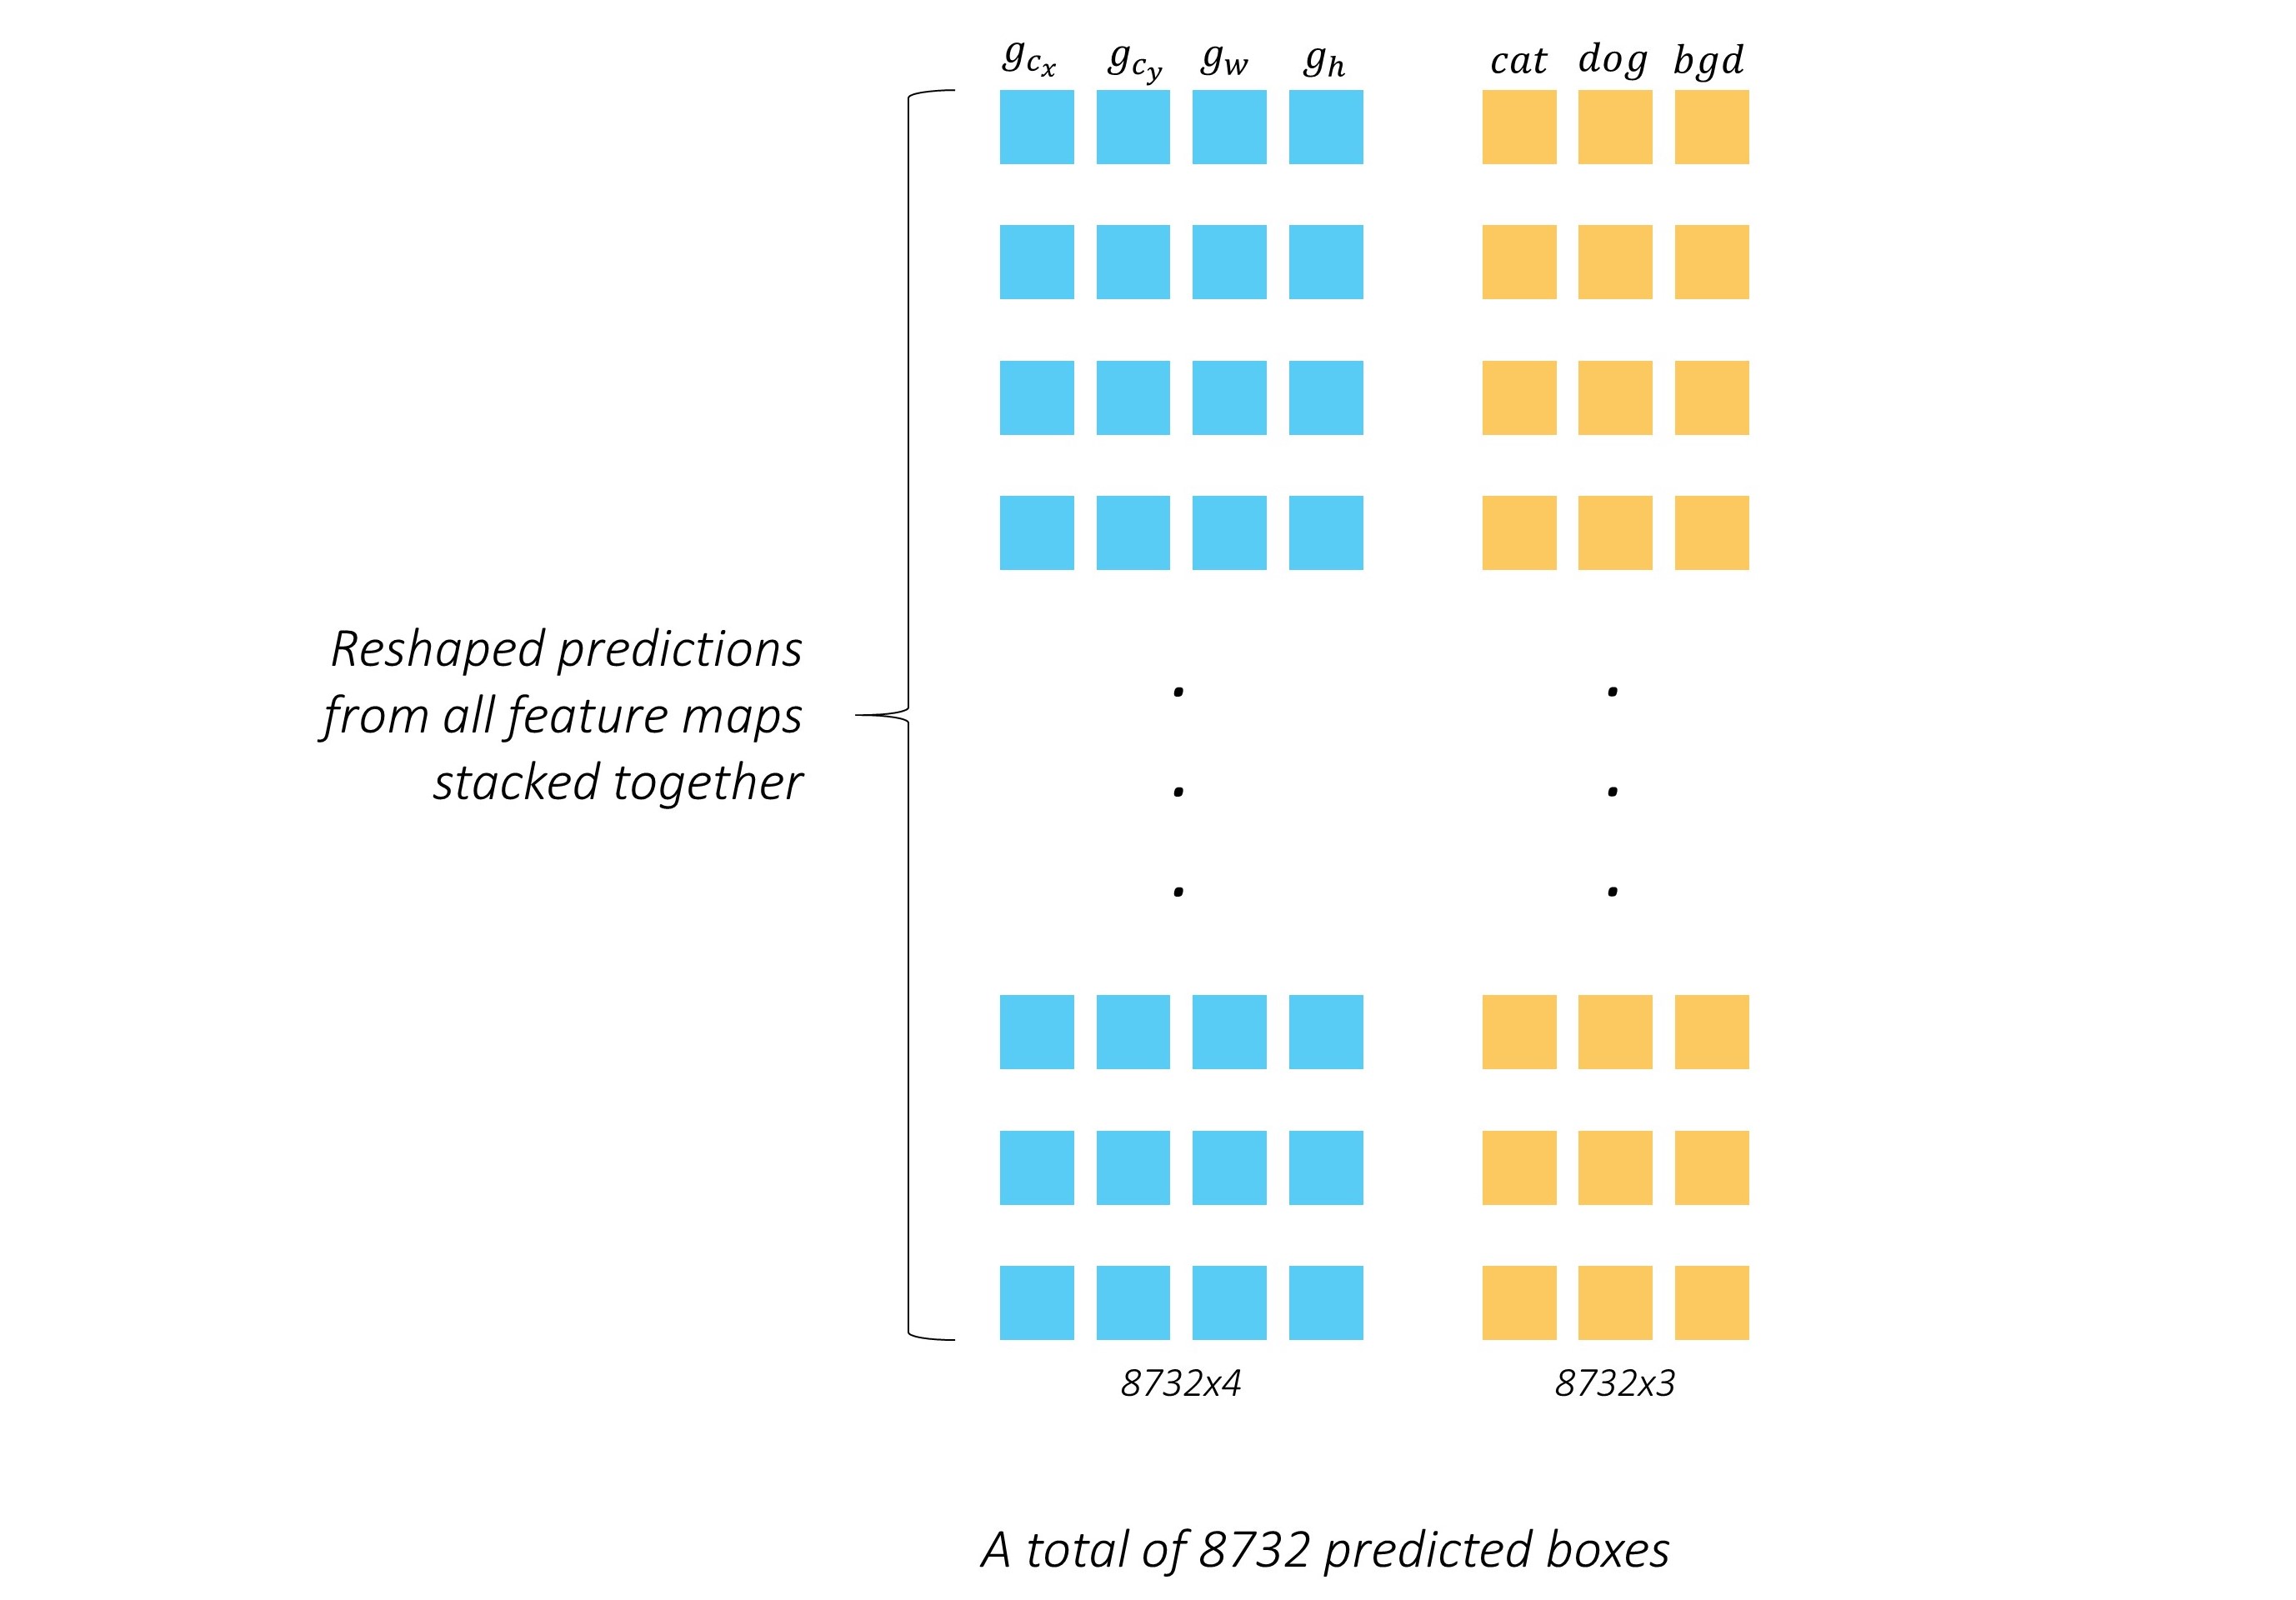 g_{c_x} g_{c_y} g_w g_h cat dog bgd
Reshaped predictions
from all feature maps
stacked together
8732x4 8732x3
A total of 8732 predicted boxes